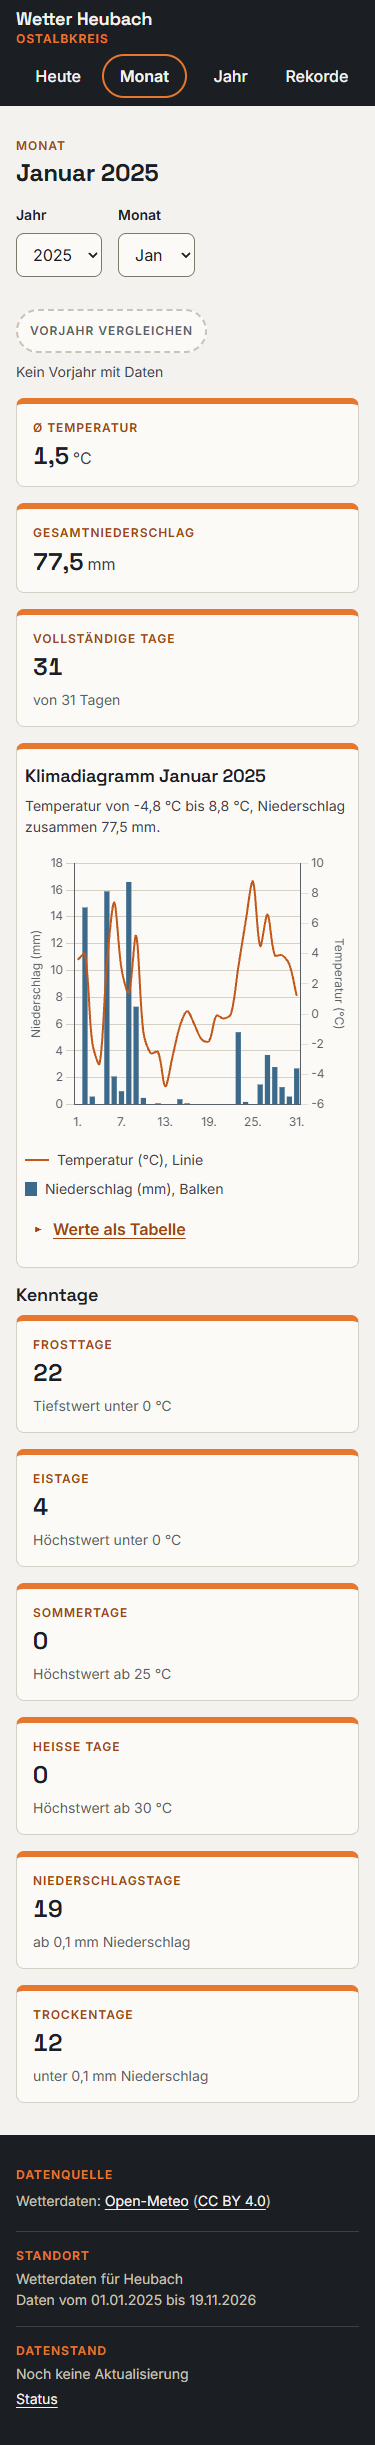 Wetter Heubach
OSTALBKREIS
Heute Monat Jahr Rekorde
MONAT
Januar 2025
Jahr Monat
2025 Jan
VORJAHR VERGLEICHEN
Kein Vorjahr mit Daten
Ø TEMPERATUR
1,5 °C
GESAMTNIEDERSCHLAG
77,5 mm
VOLLSTÄNDIGE TAGE
31
von 31 Tagen
Klimadiagramm Januar 2025
Temperatur von -4,8 °C bis 8,8 °C, Niederschlag
zusammen 77,5 mm.
18 10
16 8
14 6
12 4
10 2
8 0
6 -2
4 -4
2 -6
0
Niederschlag (mm)
Temperatur (°C)
1. 7. 13. 19. 25. 31.
Temperatur (°C), Linie
Niederschlag (mm), Balken
Werte als Tabelle
Kenntage
FROSTTAGE
22
Tiefstwert unter 0 °C
EISTAGE
4
Höchstwert unter 0 °C
SOMMERTAGE
0
Höchstwert ab 25 °C
HEISSE TAGE
0
Höchstwert ab 30 °C
NIEDERSCHLAGSTAGE
19
ab 0,1 mm Niederschlag
TROCKENTAGE
12
unter 0,1 mm Niederschlag
DATENQUELLE
Wetterdaten: Open-Meteo (CC BY 4.0)
STANDORT
Wetterdaten für Heubach
Daten vom 01.01.2025 bis 19.11.2026
DATENSTAND
Noch keine Aktualisierung
Status